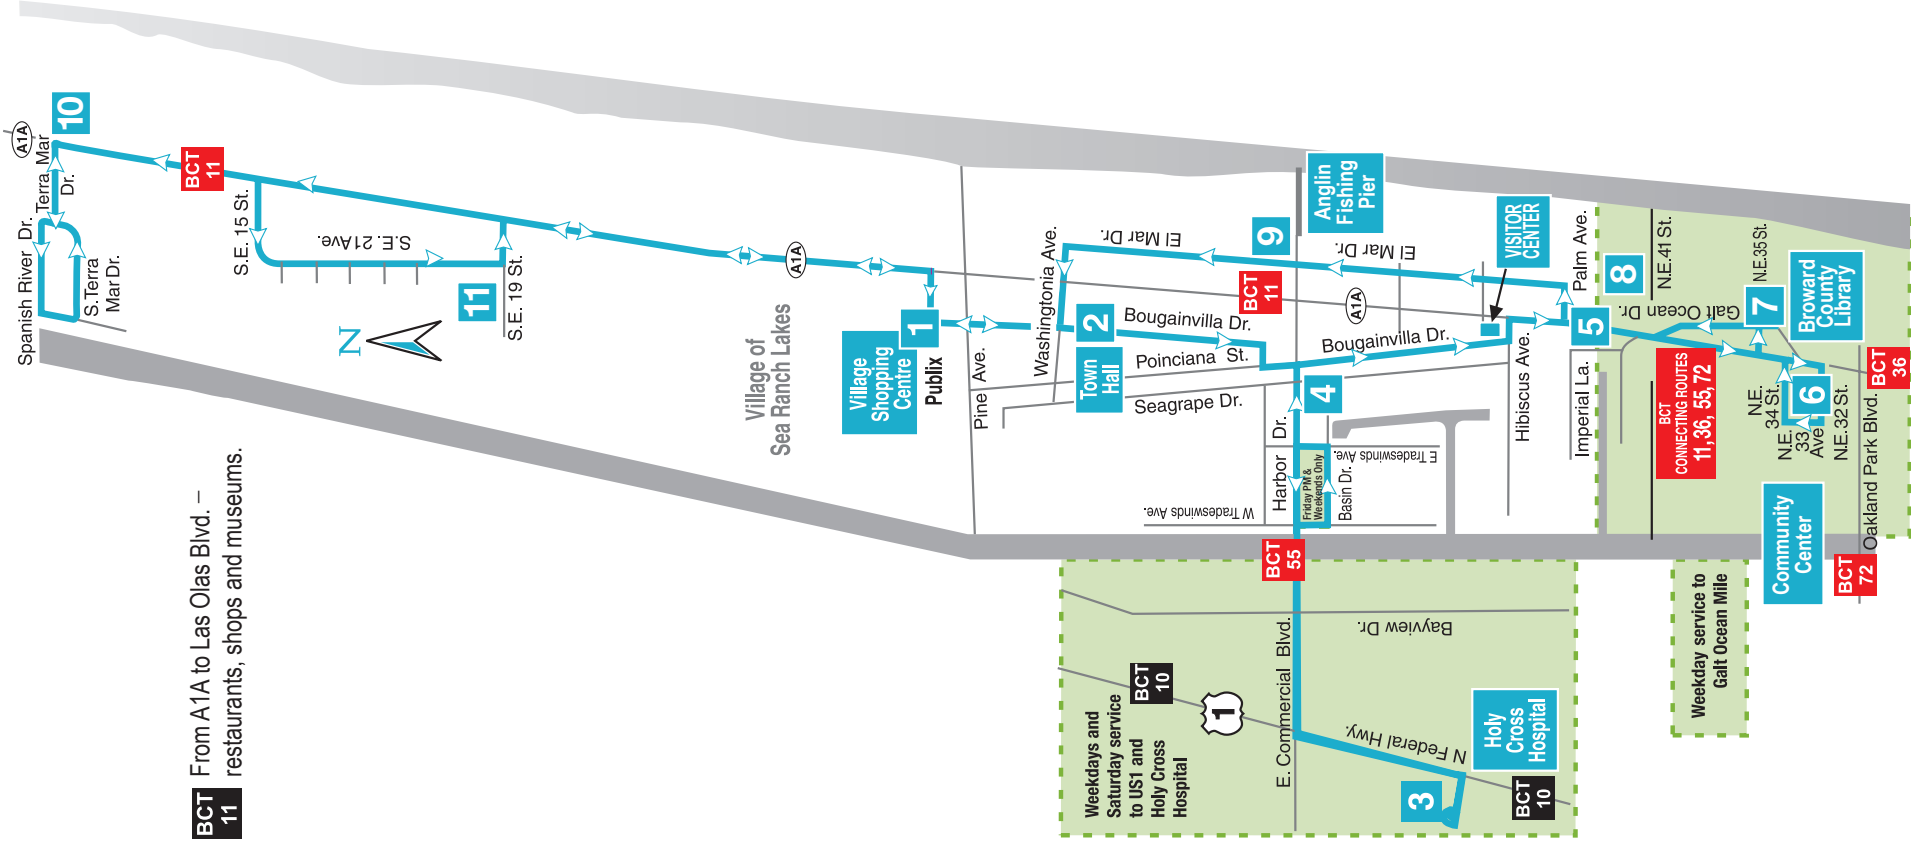 BCT
11
From A1A to Las Olas Blvd. –
restaurants, shops and museums.
Spanish River Dr.
Terra Mar
Dr.
A1A
10
S.Terra
Mar Dr.
BCT
11
S.E. 15 St.
S.E. 21Ave.
S.E. 19 St.
11
N
A1A
Village of
Sea Ranch Lakes
Village
Shopping
Centre
Publix
1
Pine Ave.
Washingtonia Ave.
El Mar Dr.
El Mar Dr.
9
Anglin
Fishing
Pier
BCT
11
A1A
2
Town
Hall
Bougainvilla Dr.
Bougainvilla Dr.
Poinciana St.
Seagrape Dr.
VISITOR
CENTER
Palm Ave.
Hibiscus Ave.
Imperial La.
4
Harbor Dr.
Friday PM &
Weekends Only
Basin Dr.
E Tradeswinds Ave.
W Tradeswinds Ave.
BCT
55
5
8
N.E.41 St.
Galt Ocean Dr.
N.E.35 St.
7
Broward
County
Library
BCT
CONNECTING ROUTES
11,36, 55,72
N.E.
34 St.
6
N.E.
33
Ave
N.E.32 St.
BCT
36
Oakland Park Blvd.
BCT
72
Community
Center
Weekday service to
Galt Ocean Mile
Weekdays and
Saturday service
to US1 and
Holy Cross
Hospital
BCT
10
1
E. Commercial Blvd.
Bayview Dr.
N Federal Hwy.
Holy
Cross
Hospital
3
BCT
10